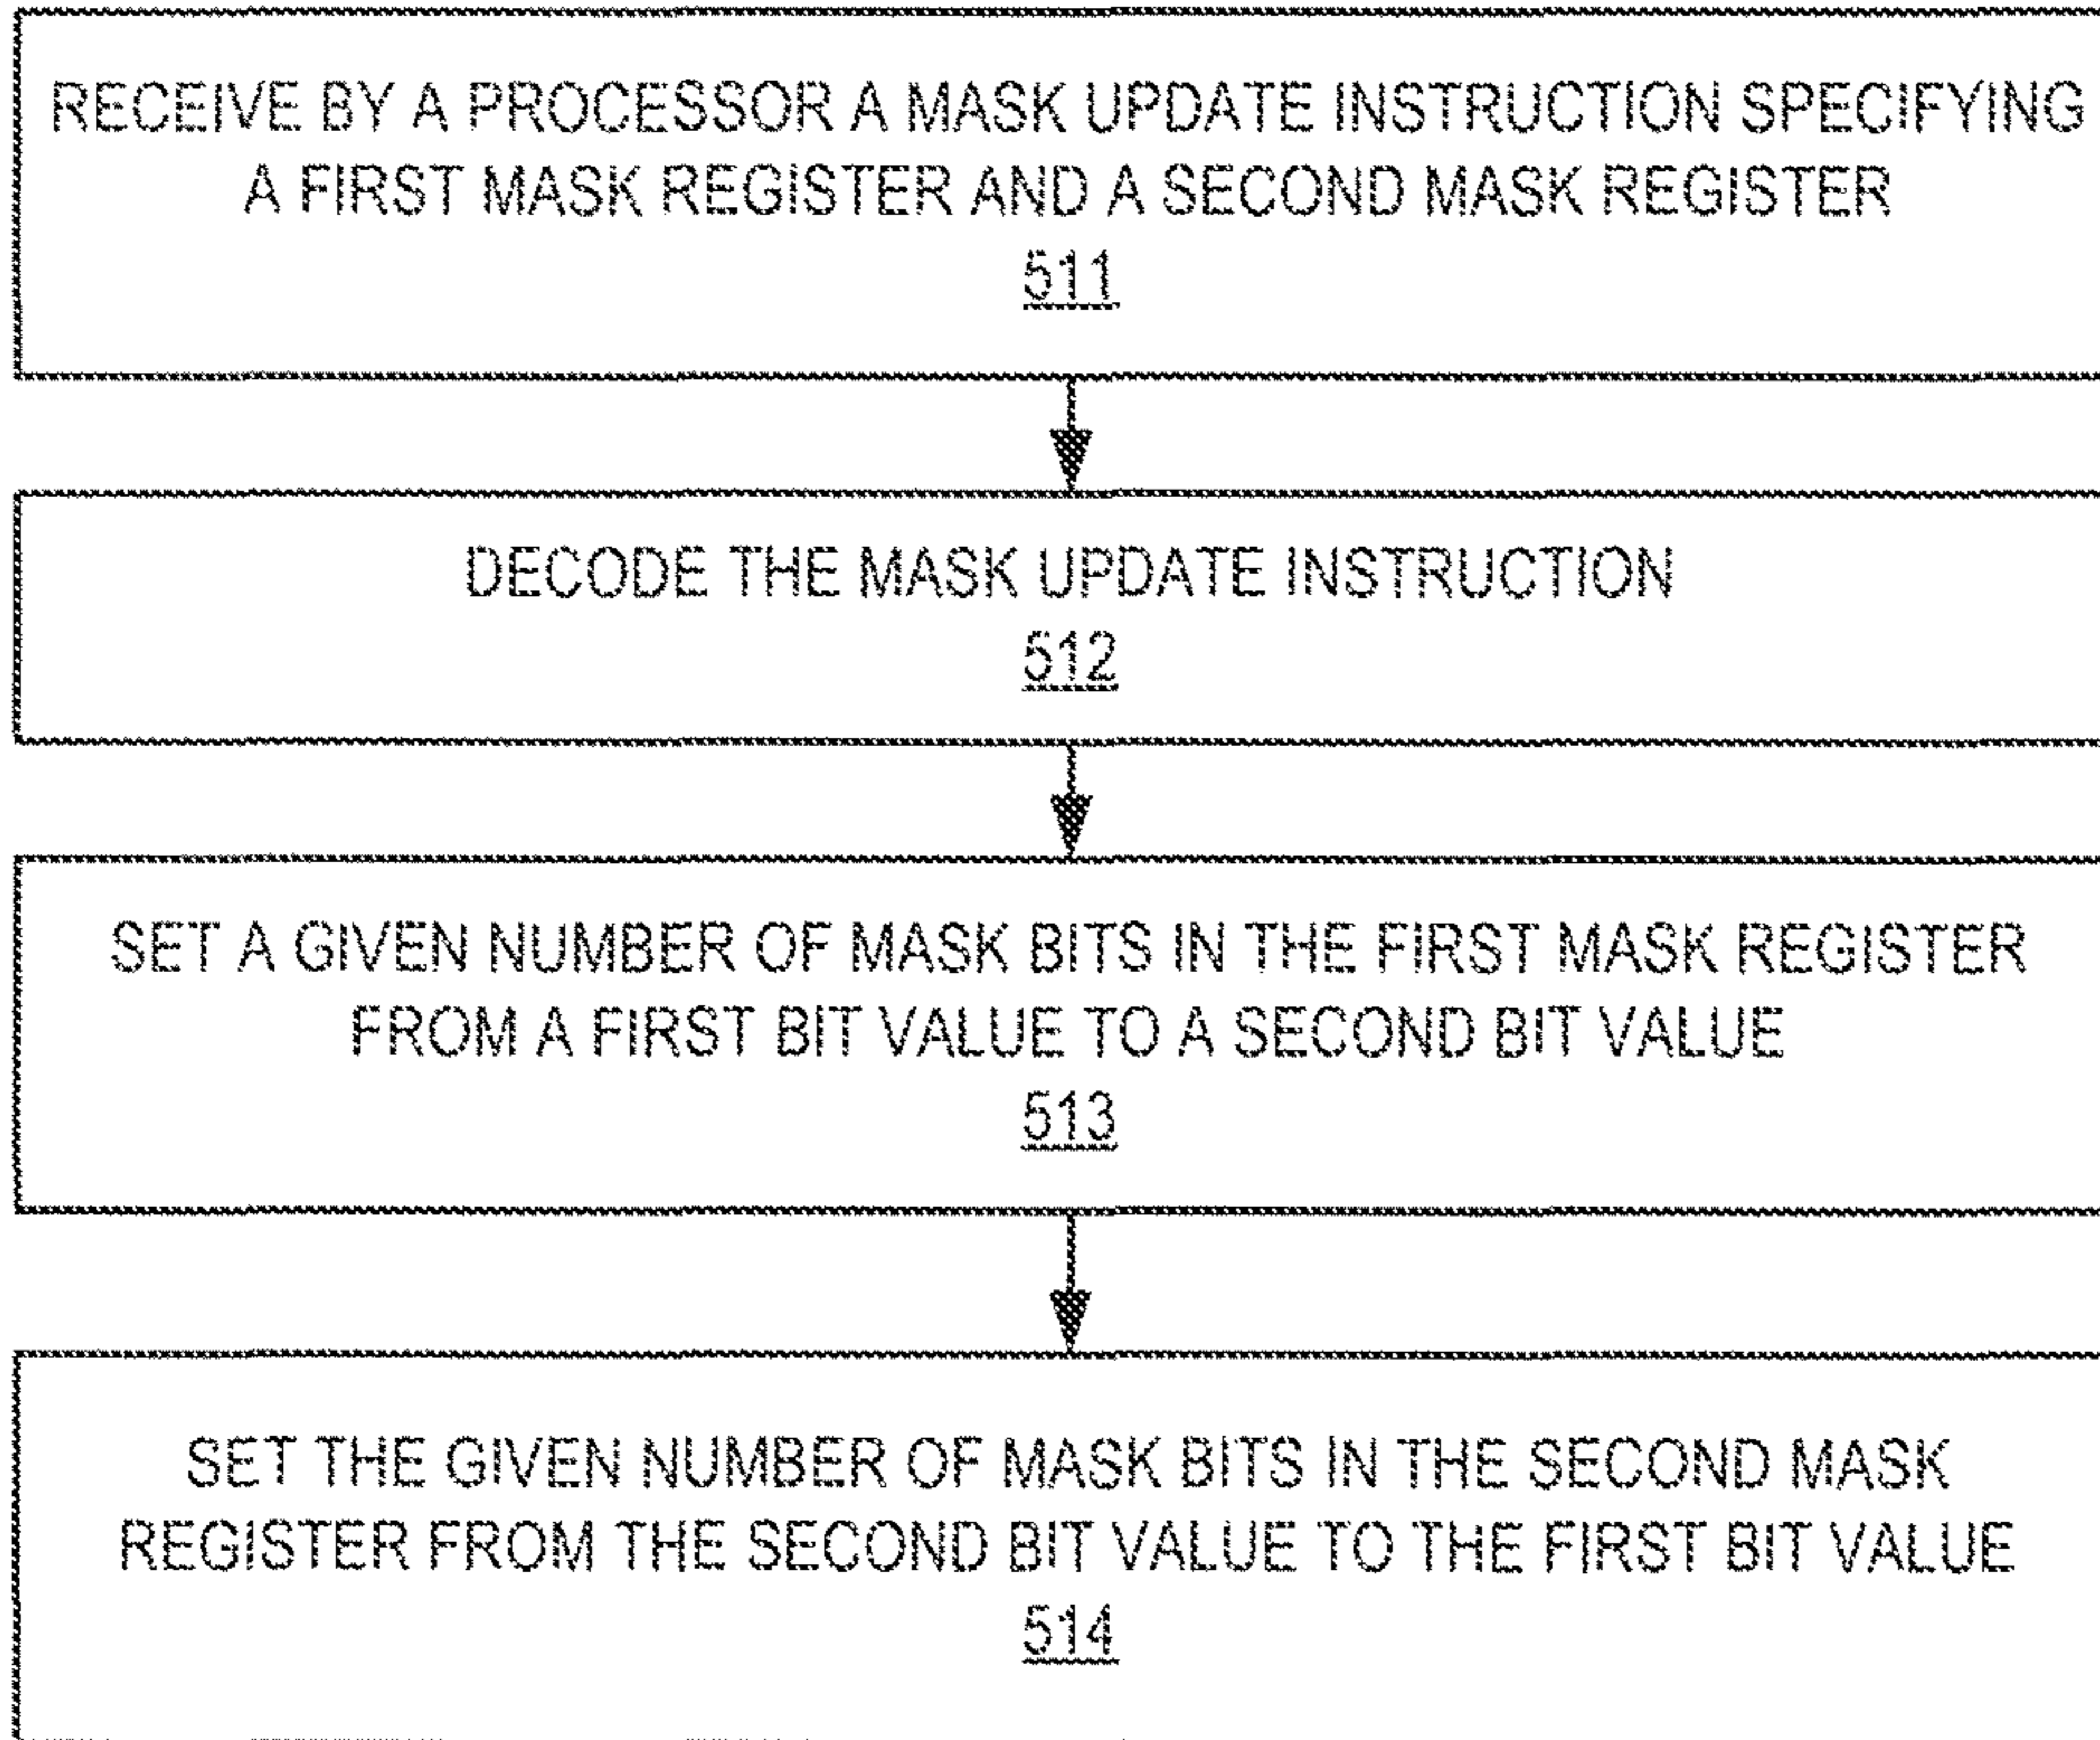 RECEIVE BY A PROCESSOR A MASK UPDATE INSTRUCTION SPECIFYING
A FIRST MASK REGISTER AND A SECOND MASK REGISTER
511
DECODE THE MASK UPDATE INSTRUCTION
512
SET A GIVEN NUMBER OF MASK BITS IN THE FIRST MASK REGISTER
FROM A FIRST BIT VALUE TO A SECOND BIT VALUE
513
SET THE GIVEN NUMBER OF MASK BITS IN THE SECOND MASK
REGISTER FROM THE SECOND BIT VALUE TO THE FIRST BIT VALUE
514